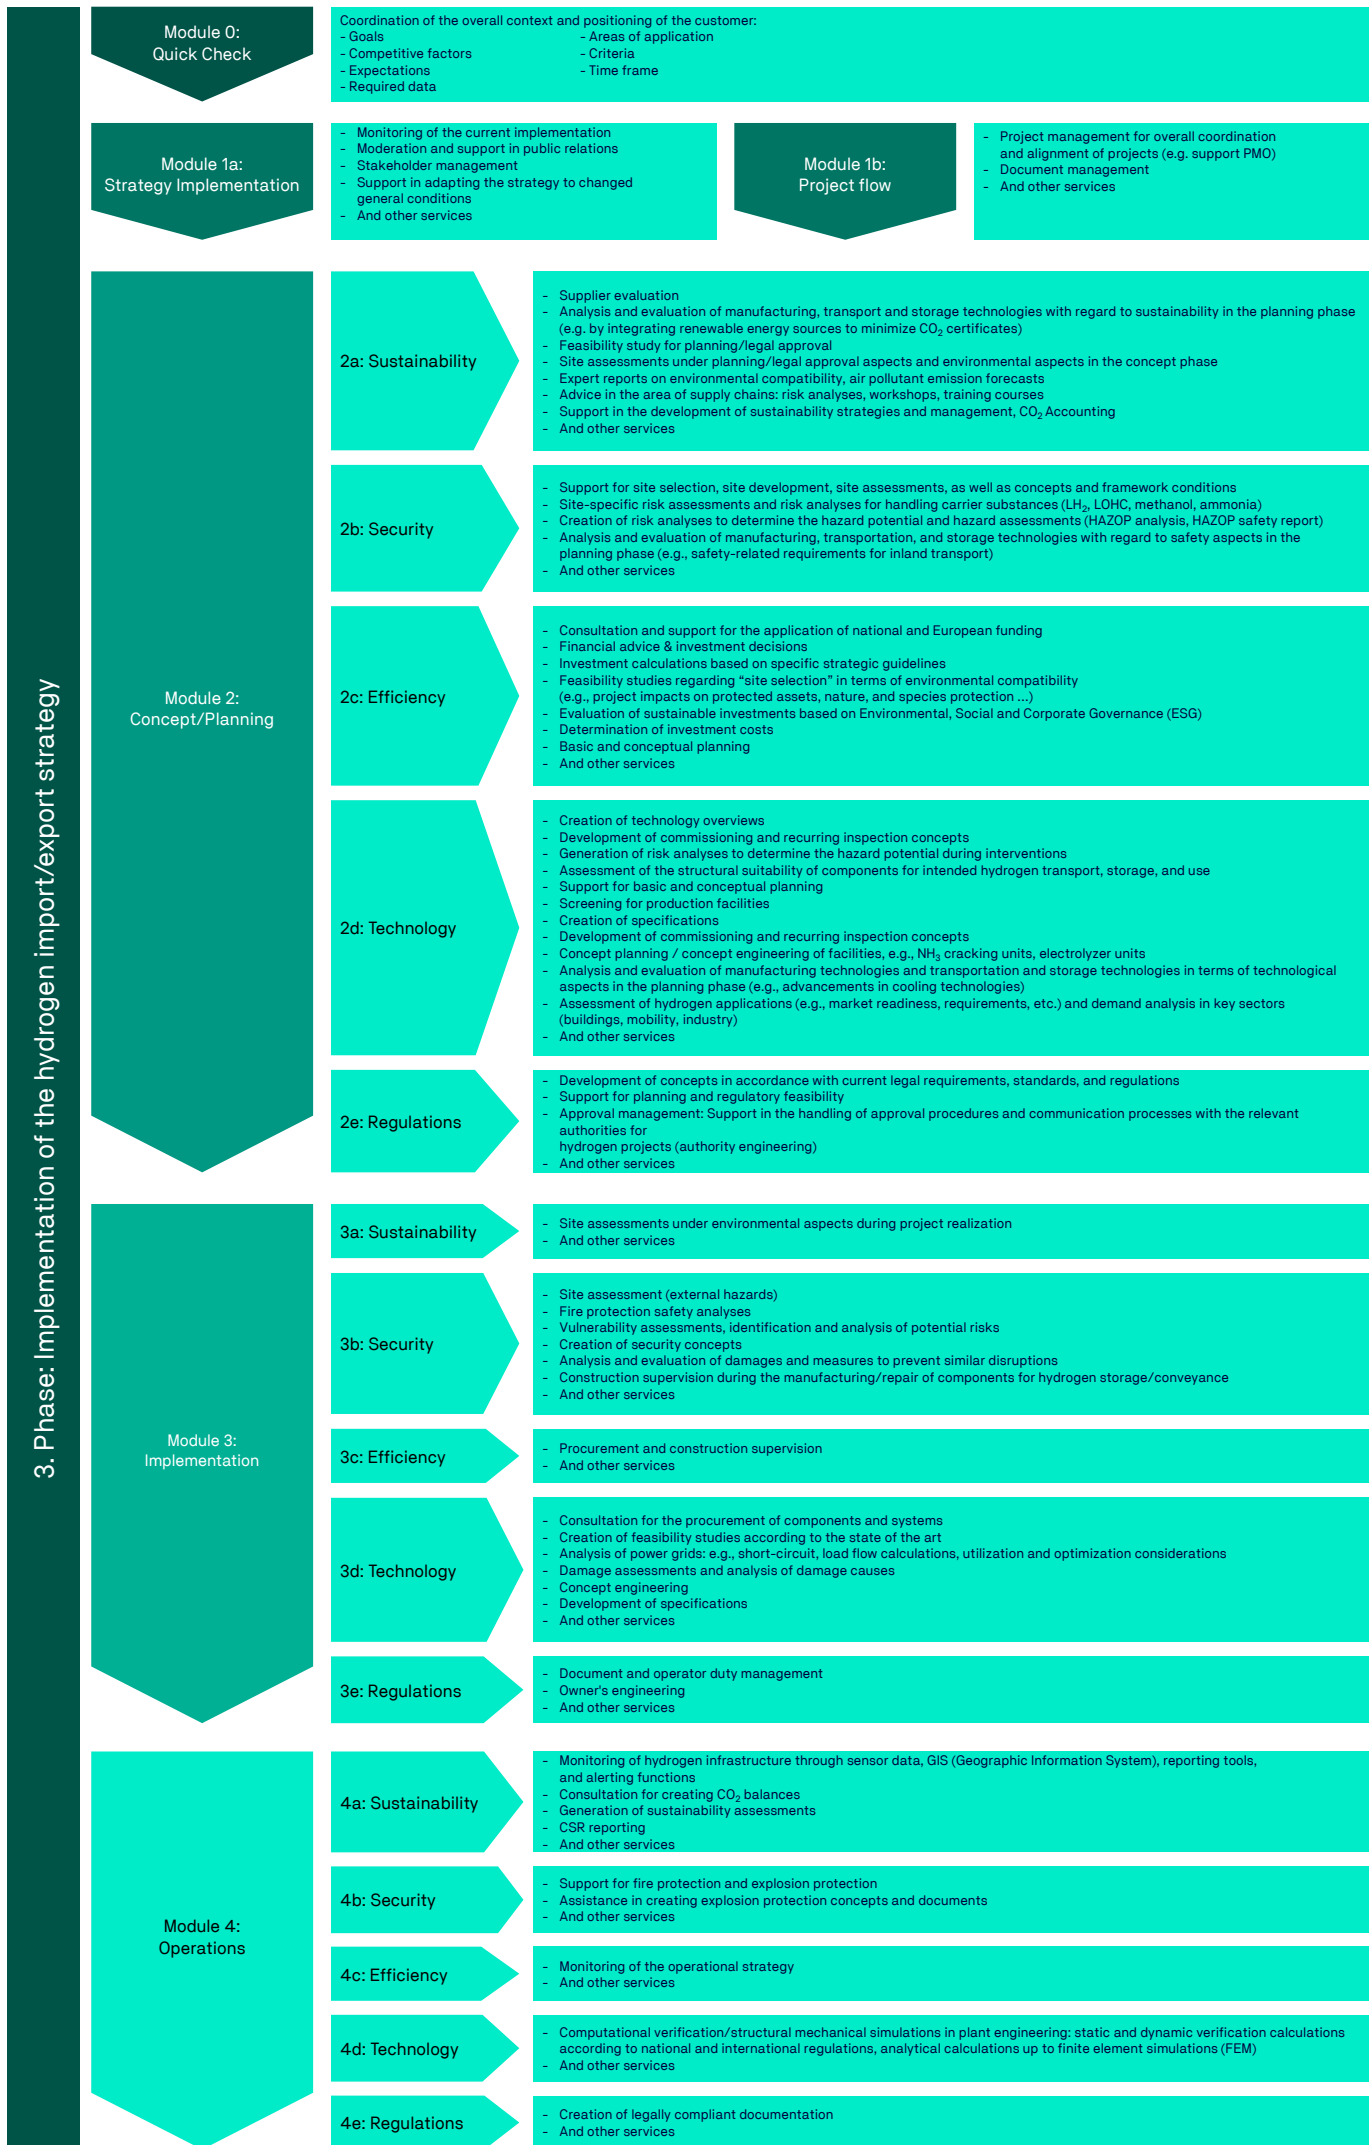 3. Phase: Implementation of the hydrogen import/export strategy
Module 0:
Quick Check
Coordination of the overall context and positioning of the customer:
- Goals
- Competitive factors
- Expectations
- Required data
- Areas of application
- Criteria
- Time frame
Module 1a:
Strategy Implementation
- Monitoring of the current implementation
- Moderation and support in public relations
- Stakeholder management
- Support in adapting the strategy to changed
general conditions
- And other services
Module 1b:
Project flow
- Project management for overall coordination
and alignment of projects (e.g. support PMO)
- Document management
- And other services
Module 2:
Concept/Planning
2a: Sustainability
- Supplier evaluation
- Analysis and evaluation of manufacturing, transport and storage technologies with regard to sustainability in the planning phase
(e.g. by integrating renewable energy sources to minimize CO₂ certificates)
- Feasibility study for planning/legal approval
- Site assessments under planning/legal approval aspects and environmental aspects in the concept phase
- Expert reports on environmental compatibility, air pollutant emission forecasts
- Advice in the area of supply chains: risk analyses, workshops, training courses
- Support in the development of sustainability strategies and management, CO₂ Accounting
- And other services
2b: Security
- Support for site selection, site development, site assessments, as well as concepts and framework conditions
- Site-specific risk assessments and risk analyses for handling carrier substances (LH₂, LOHC, methanol, ammonia)
- Creation of risk analyses to determine the hazard potential and hazard assessments (HAZOP analysis, HAZOP safety report)
- Analysis and evaluation of manufacturing, transportation, and storage technologies with regard to safety aspects in the
planning phase (e.g., safety-related requirements for inland transport)
- And other services
2c: Efficiency
- Consultation and support for the application of national and European funding
- Financial advice & investment decisions
- Investment calculations based on specific strategic guidelines
- Feasibility studies regarding “site selection” in terms of environmental compatibility
(e.g., project impacts on protected assets, nature, and species protection ...)
- Evaluation of sustainable investments based on Environmental, Social and Corporate Governance (ESG)
- Determination of investment costs
- Basic and conceptual planning
- And other services
2d: Technology
- Creation of technology overviews
- Development of commissioning and recurring inspection concepts
- Generation of risk analyses to determine the hazard potential during interventions
- Assessment of the structural suitability of components for intended hydrogen transport, storage, and use
- Support for basic and conceptual planning
- Screening for production facilities
- Creation of specifications
- Development of commissioning and recurring inspection concepts
- Concept planning / concept engineering of facilities, e.g., NH₃ cracking units, electrolyzer units
- Analysis and evaluation of manufacturing technologies and transportation and storage technologies in terms of technological
aspects in the planning phase (e.g., advancements in cooling technologies)
- Assessment of hydrogen applications (e.g., market readiness, requirements, etc.) and demand analysis in key sectors
(buildings, mobility, industry)
- And other services
2e: Regulations
- Development of concepts in accordance with current legal requirements, standards, and regulations
- Support for planning and regulatory feasibility
- Approval management: Support in the handling of approval procedures and communication processes with the relevant
authorities for
hydrogen projects (authority engineering)
- And other services
Module 3:
Implementation
3a: Sustainability
- Site assessments under environmental aspects during project realization
- And other services
3b: Security
- Site assessment (external hazards)
- Fire protection safety analyses
- Vulnerability assessments, identification and analysis of potential risks
- Creation of security concepts
- Analysis and evaluation of damages and measures to prevent similar disruptions
- Construction supervision during the manufacturing/repair of components for hydrogen storage/conveyance
- And other services
3c: Efficiency
- Procurement and construction supervision
- And other services
3d: Technology
- Consultation for the procurement of components and systems
- Creation of feasibility studies according to the state of the art
- Analysis of power grids: e.g., short-circuit, load flow calculations, utilization and optimization considerations
- Damage assessments and analysis of damage causes
- Concept engineering
- Development of specifications
- And other services
3e: Regulations
- Document and operator duty management
- Owner's engineering
- And other services
Module 4:
Operations
4a: Sustainability
- Monitoring of hydrogen infrastructure through sensor data, GIS (Geographic Information System), reporting tools,
and alerting functions
- Consultation for creating CO₂ balances
- Generation of sustainability assessments
- CSR reporting
- And other services
4b: Security
- Support for fire protection and explosion protection
- Assistance in creating explosion protection concepts and documents
- And other services
4c: Efficiency
- Monitoring of the operational strategy
- And other services
4d: Technology
- Computational verification/structural mechanical simulations in plant engineering: static and dynamic verification calculations
according to national and international regulations, analytical calculations up to finite element simulations (FEM)
- And other services
4e: Regulations
- Creation of legally compliant documentation
- And other services